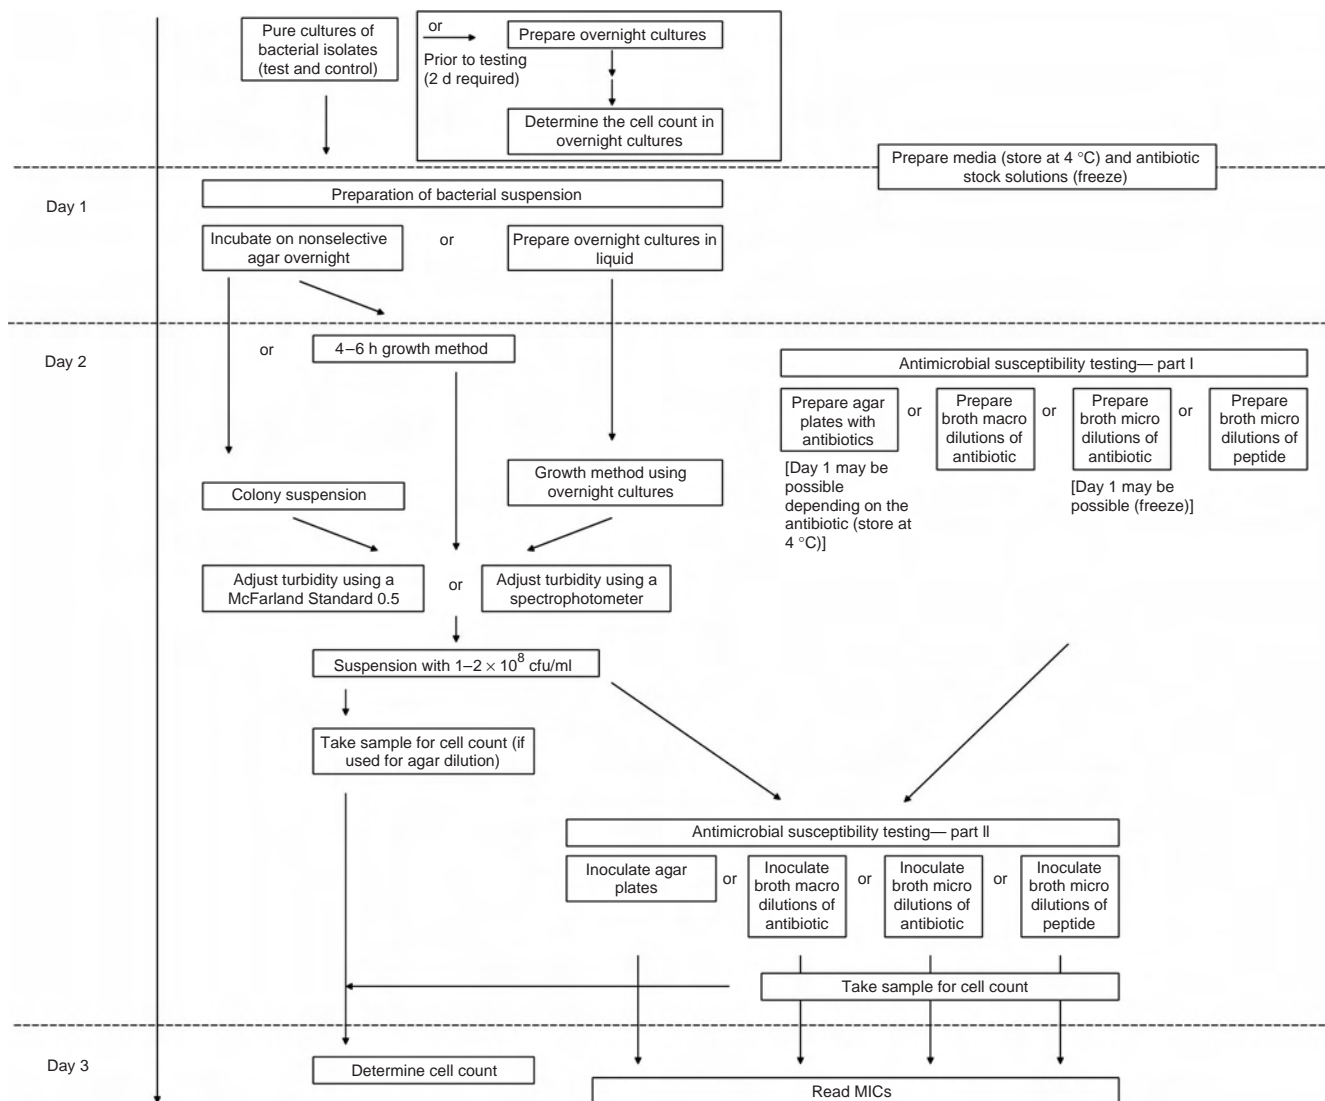 Pure cultures of
bacterial isolates
(test and control)
or
Prior to testing
(2 d required)
Prepare overnight cultures
Determine the cell count in
overnight cultures
Prepare media (store at 4 °C) and antibiotic
stock solutions (freeze)
Day 1
Preparation of bacterial suspension
Incubate on nonselective
agar overnight
or
Prepare overnight cultures in
liquid
Day 2
or
4–6 h growth method
Colony suspension
Growth method using
overnight cultures
Adjust turbidity using a
McFarland Standard 0.5
or
Adjust turbidity using a
spectrophotometer
Suspension with 1–2 × 10⁸ cfu/ml
Take sample for cell count (if
used for agar dilution)
Antimicrobial susceptibility testing— part I
Prepare agar
plates with
antibiotics
or
Prepare
broth macro
dilutions of
antibiotic
or
Prepare
broth micro
dilutions of
antibiotic
or
Prepare
broth micro
dilutions of
peptide
[Day 1 may be
possible
depending on the
antibiotic (store at
4 °C)]
[Day 1 may be
possible (freeze)]
Antimicrobial susceptibility testing— part II
Inoculate agar
plates
or
Inoculate
broth macro
dilutions of
antibiotic
or
Inoculate
broth micro
dilutions of
antibiotic
or
Inoculate
broth micro
dilutions of
peptide
Take sample for cell count
Day 3
Determine cell count
Read MICs